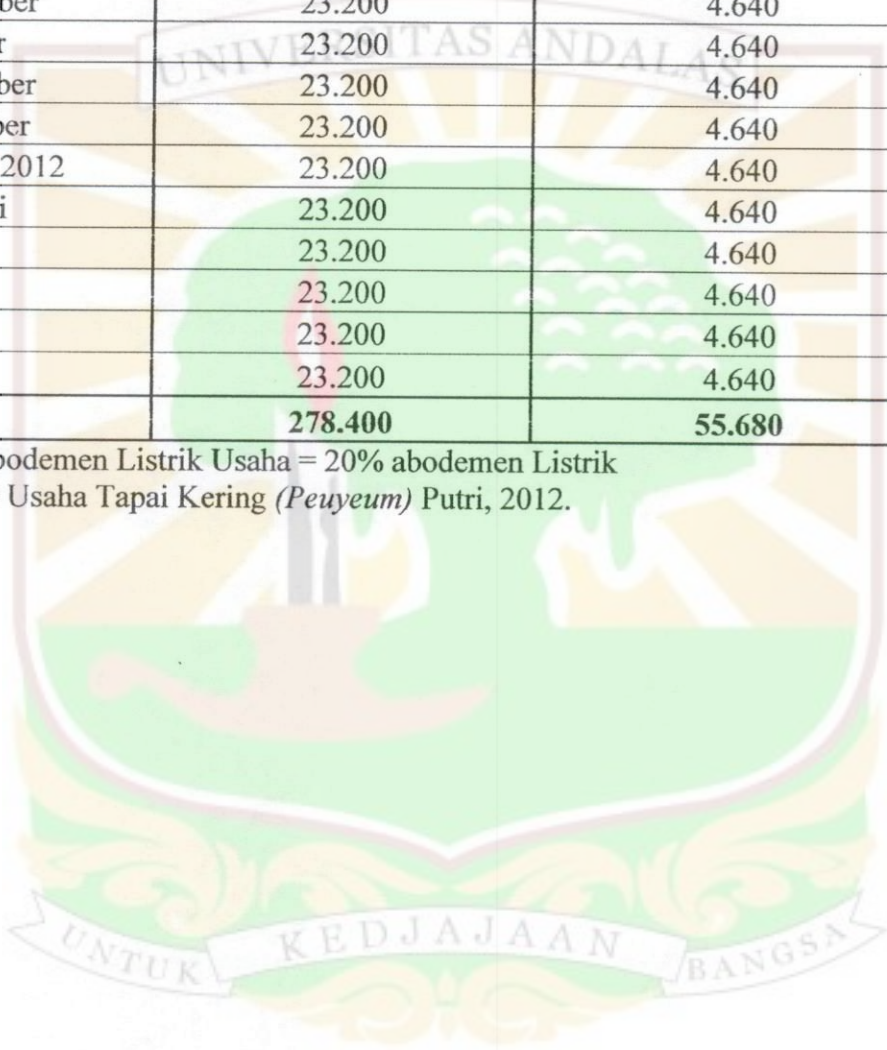 ber 23.200 4.640
UNIVERSITAS ANDALAS
r 23.200 4.640
ber 23.200 4.640
ber 23.200 4.640
2012 23.200 4.640
i 23.200 4.640
23.200 4.640
23.200 4.640
23.200 4.640
23.200 4.640
278.400 55.680
bodemen Listrik Usaha = 20% abodemen Listrik
Usaha Tapai Kering (Peuyeum) Putri, 2012.
UNTUK KEDJAJAAN BANGSA